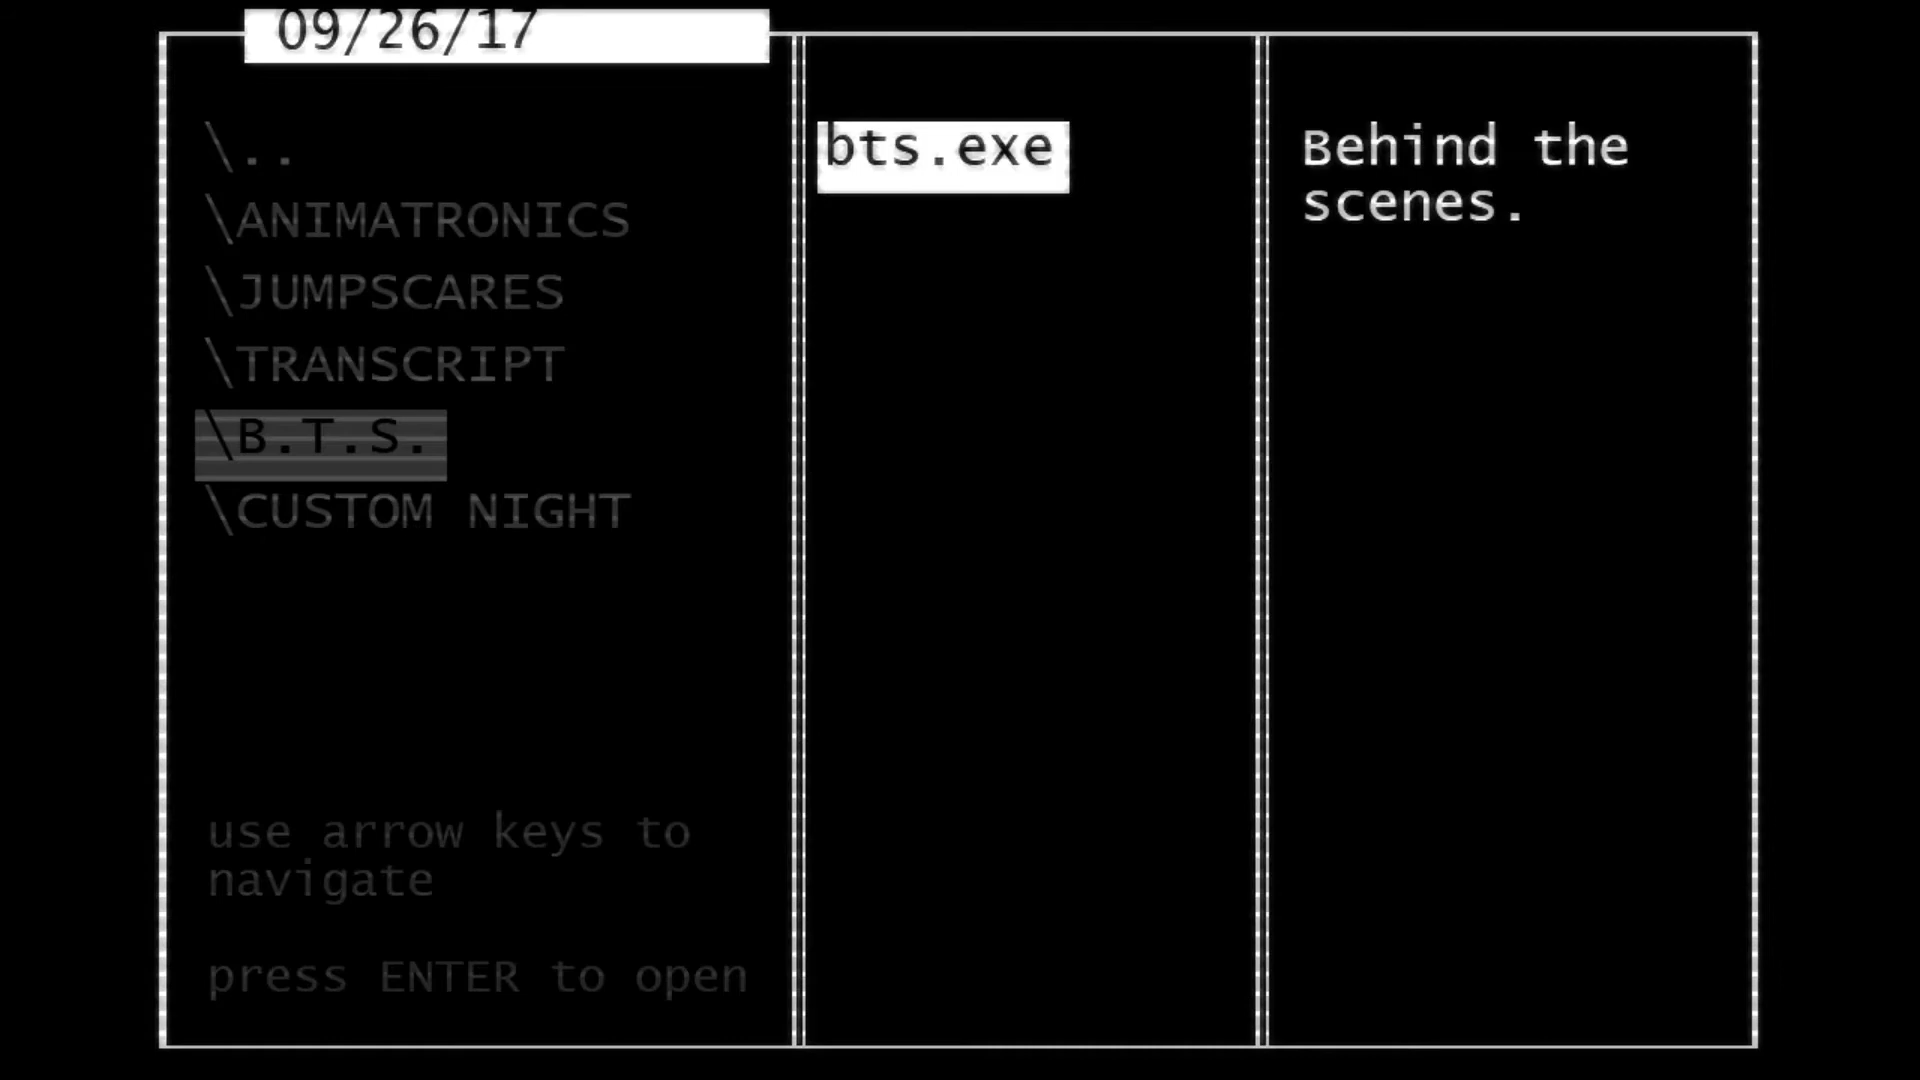 09/26/17
\..
\ANIMATRONICS
\JUMPSCARES
\TRANSCRIPT
\B.T.S.
\CUSTOM NIGHT
use arrow keys to
navigate
press ENTER to open
bts.exe
Behind the
scenes.